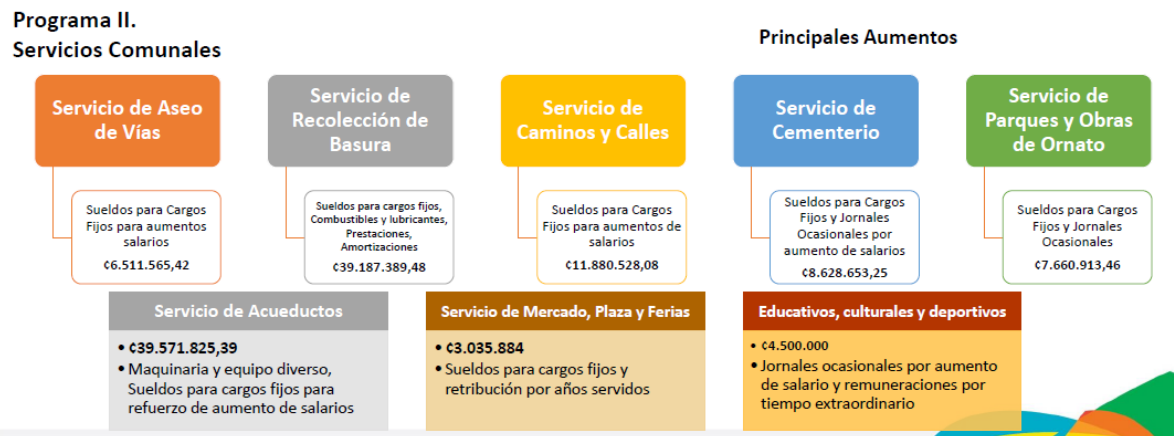 Programa II.
Servicios Comunales
Principales Aumentos
Servicio de Aseo
de Vías
Sueldos para Cargos
Fijos para aumentos
salarios
¢6.511.565,42
Servicio de
Recolección de
Basura
Sueldos para cargos fijos,
Combustibles y lubricantes,
Prestaciones,
Amortizaciones
¢39.187.389,48
Servicio de
Caminos y Calles
Sueldos para Cargos
Fijos para aumentos de
salarios
¢11.880.528,08
Servicio de
Cementerio
Sueldos para Cargos
Fijos y Jornales
Ocasionales por
aumento de salarios
¢8.628.653,25
Servicio de
Parques y Obras
de Ornato
Sueldos para Cargos
Fijos y Jornales
Ocasionales
¢7.660.913,46
Servicio de Acueductos
• ¢39.571.825,39
• Maquinaria y equipo diverso,
Sueldos para cargos fijos para
refuerzo de aumento de salarios
Servicio de Mercado, Plaza y Ferias
• ¢3.035.884
• Sueldos para cargos fijos y
retribución por años servidos
Educativos, culturales y deportivos
• ¢4.500.000
• Jornales ocasionales por aumento
de salario y remuneraciones por
tiempo extraordinario